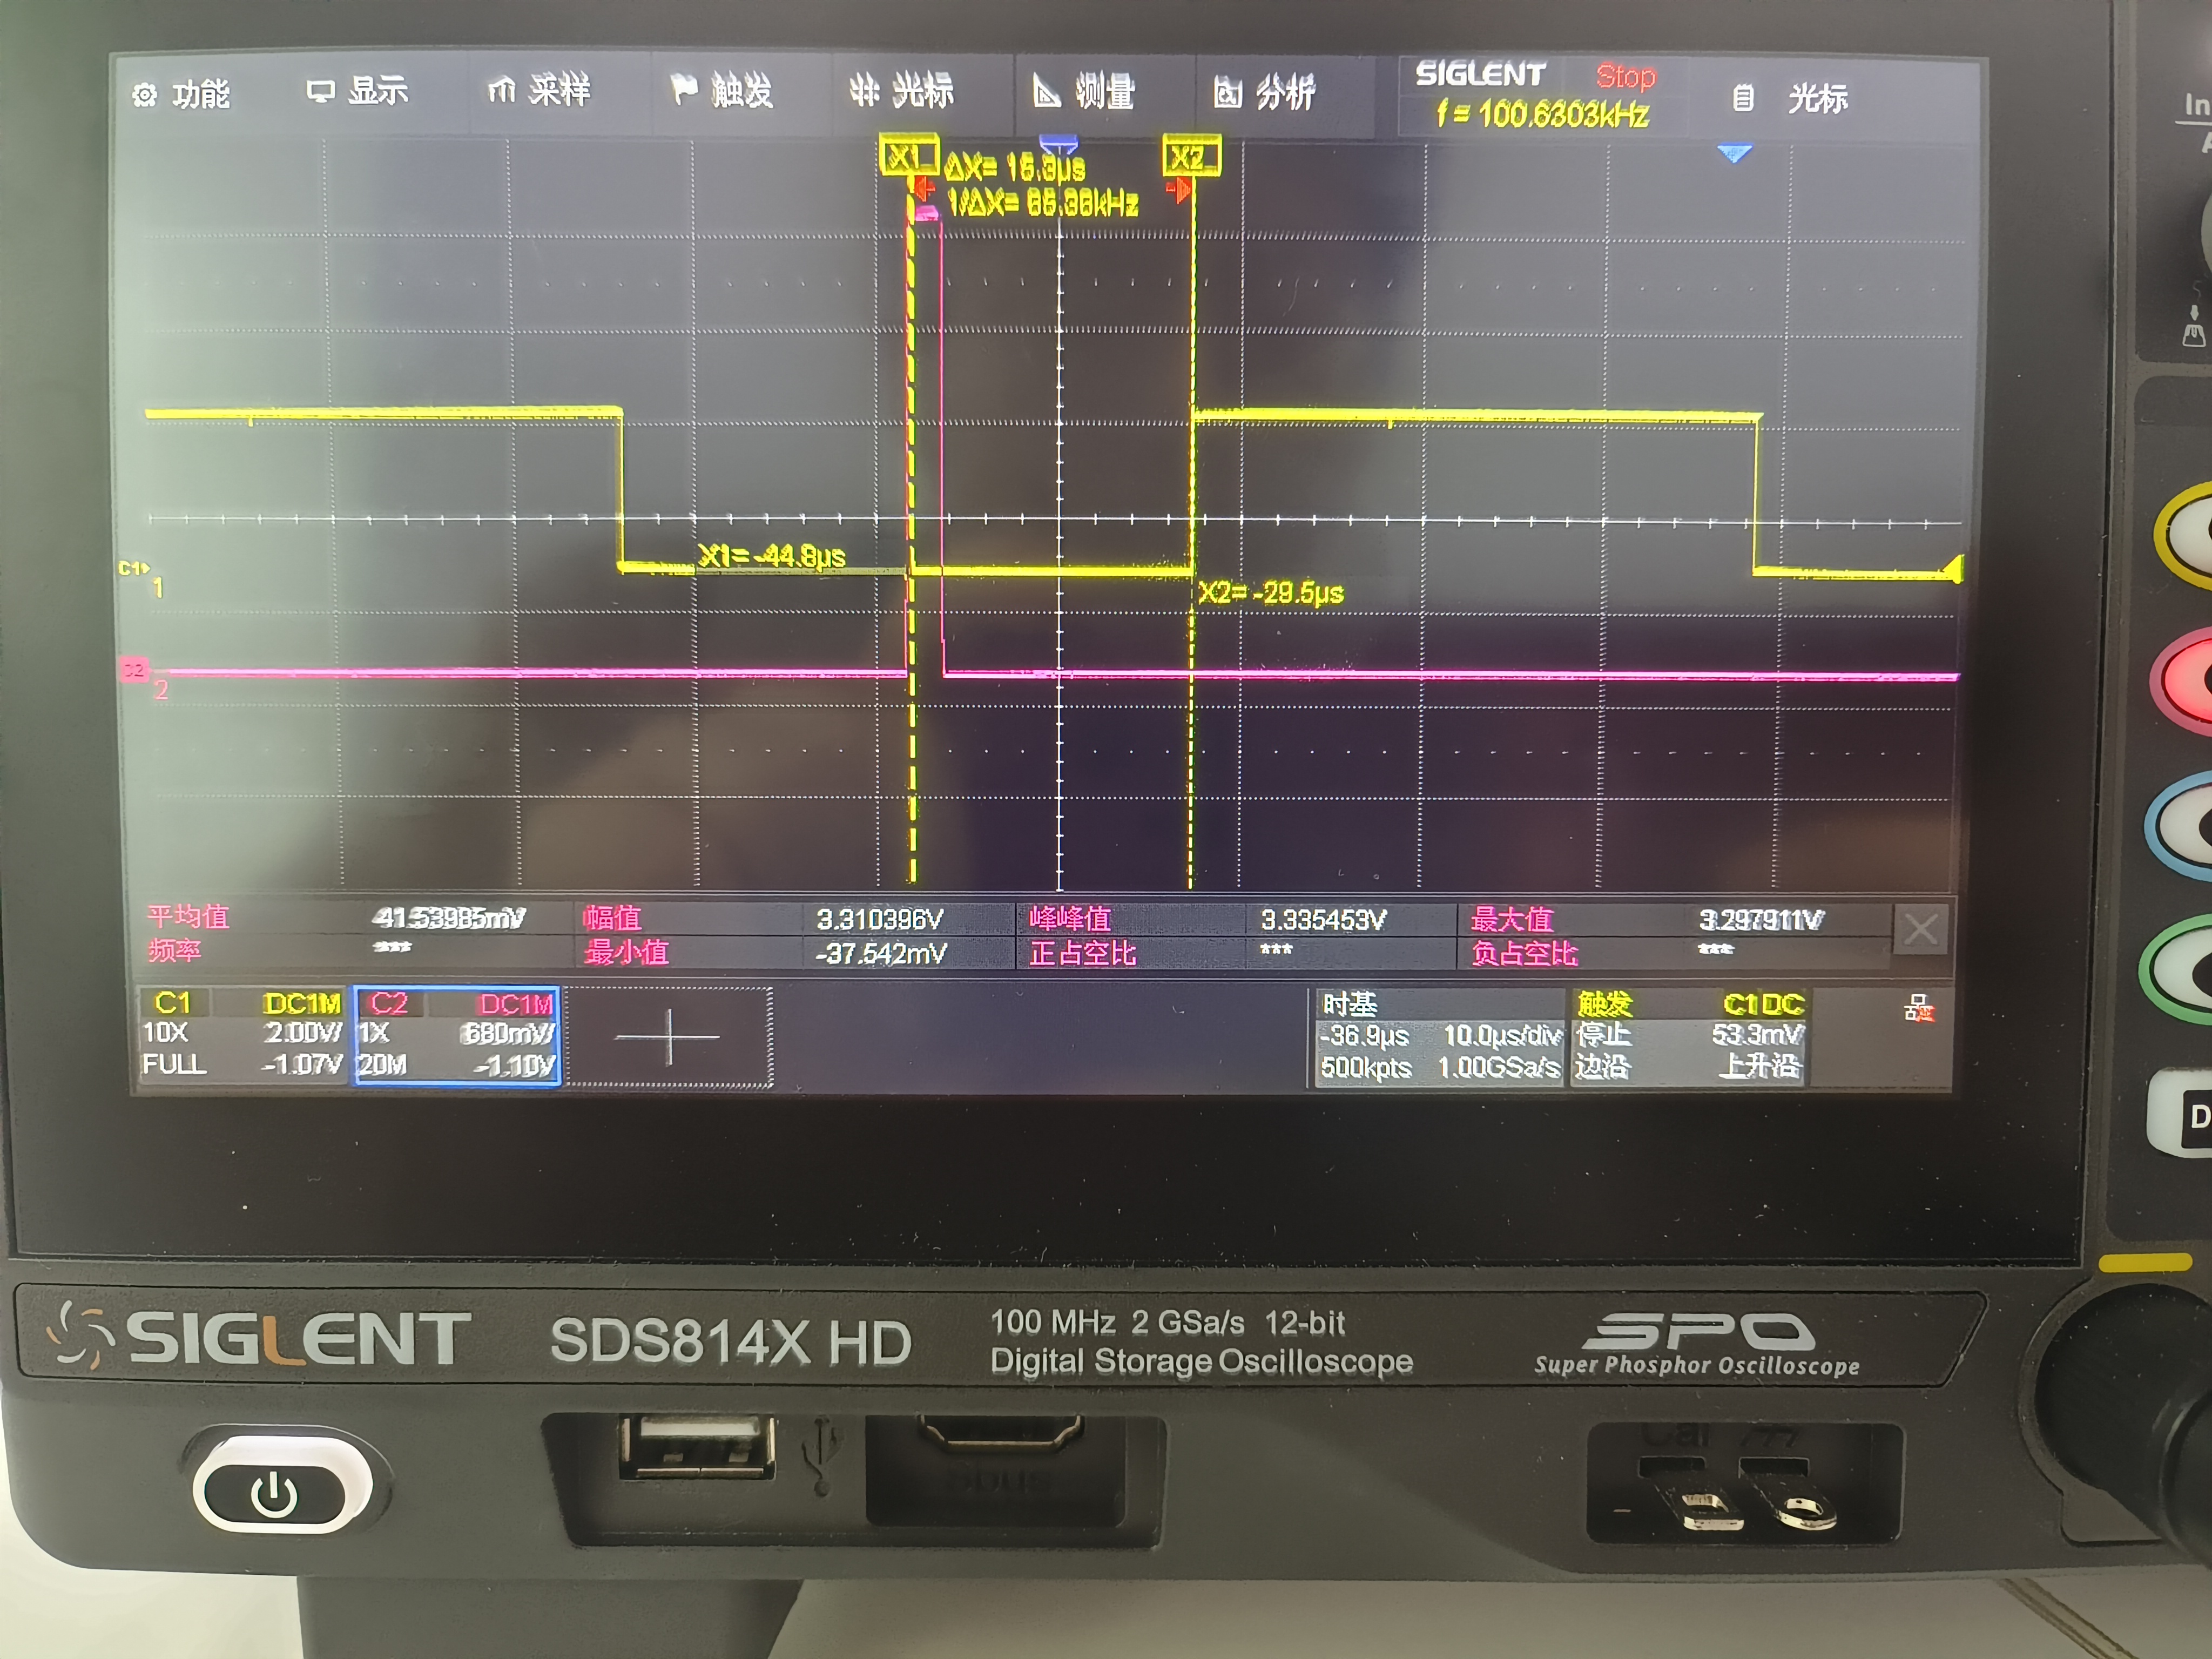 功能 显示 采样 触发 光标 测量 分析 SIGLENT Stop 光标
f = 100.6303kHz
X1 X2
ΔX= 15.3µs
1/ΔX= 65.36kHz
X1= -44.8µs
C1
1
X2= -29.5µs
2
平均值 41.53985mV 幅值 3.310396V 峰峰值 3.335453V 最大值 3.297911V
频率 *** 最小值 -37.542mV 正占空比 *** 负占空比 ***
C1 DC1M C2 DC1M 时基 触发 C1 DC
10X 2.00V/ 1X 680mV/ -36.9µs 10.0µs/div 停止 53.3mV
FULL -1.07V 20M -1.10V 500kpts 1.00GSa/s 边沿 上升沿
SIGLENT SDS814X HD
100 MHz 2 GSa/s 12-bit
Digital Storage Oscilloscope
SPO
Super Phosphor Oscilloscope
Cal